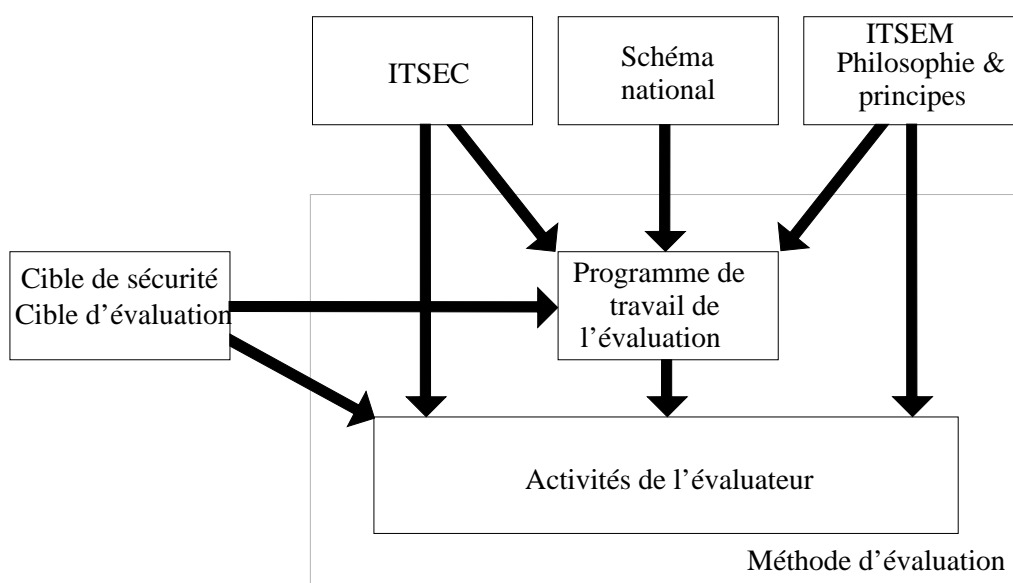 ITSEC
Schéma
national
ITSEM
Philosophie &
principes
Cible de sécurité
Cible d’évaluation
Programme de
travail de
l’évaluation
Activités de l’évaluateur
Méthode d’évaluation